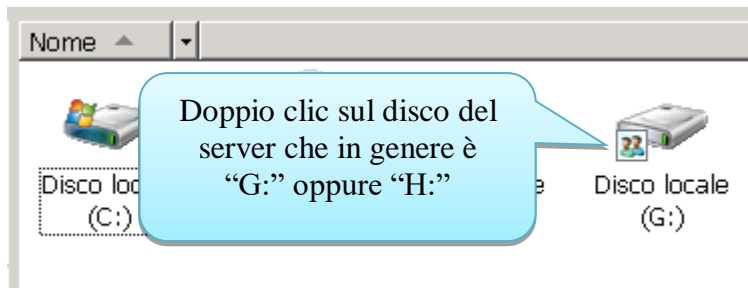 Nome
Doppio clic sul disco del
server che in genere è
“G:” oppure “H:”
Disco loc
(C:)
e
Disco locale
(G:)